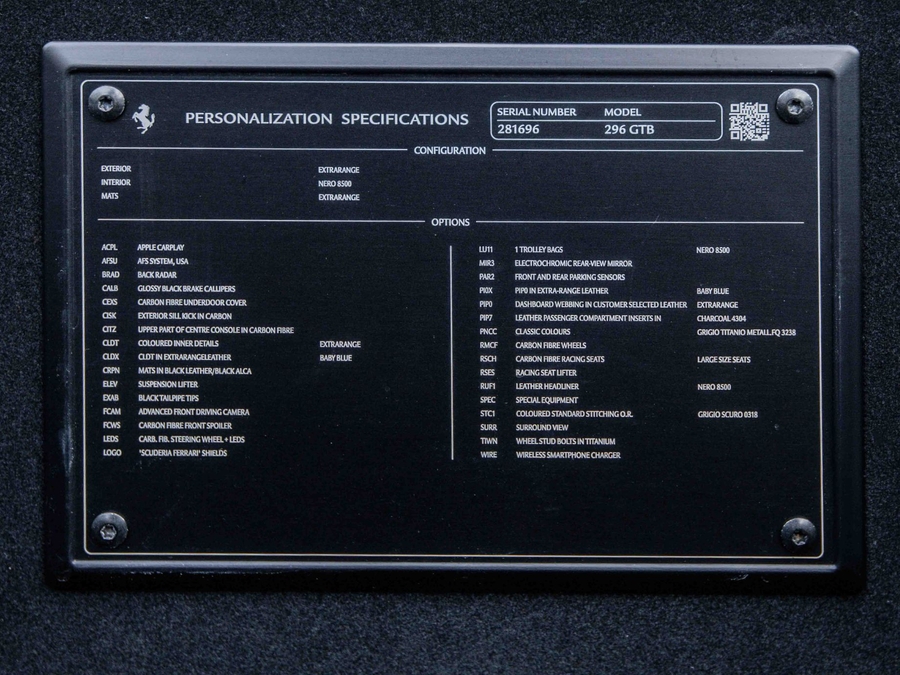 PERSONALIZATION SPECIFICATIONS
SERIAL NUMBER MODEL
281696 296 GTB
CONFIGURATION
EXTERIOR EXTRARANGE
INTERIOR NERO 8500
MATS EXTRARANGE
OPTIONS
ACPL APPLE CARPLAY
AFSU AFS SYSTEM, USA
BRAD BACK RADAR
CALB GLOSSY BLACK BRAKE CALLIPERS
CEXS CARBON FIBRE UNDERDOOR COVER
CISK EXTERIOR SILL KICK IN CARBON
CITZ UPPER PART OF CENTRE CONSOLE IN CARBON FIBRE
CLDT COLOURED INNER DETAILS EXTRARANGE
CLDX CLDT IN EXTRARANGELEATHER BABY BLUE
CRPN MATS IN BLACK LEATHER/BLACK ALCA
ELEV SUSPENSION LIFTER
EXAB BLACK TAILPIPE TIPS
FCAM ADVANCED FRONT DRIVING CAMERA
FCWS CARBON FIBRE FRONT SPOILER
LEDS CARB. FIB. STEERING WHEEL + LEDS
LOGO "SCUDERIA FERRARI" SHIELDS
LU11 1 TROLLEY BAGS NERO 8500
MIR3 ELECTROCHROMIC REAR-VIEW MIRROR
PAR2 FRONT AND REAR PARKING SENSORS
PI0X PIP0 IN EXTRA-RANGE LEATHER BABY BLUE
PIP0 DASHBOARD WEBBING IN CUSTOMER SELECTED LEATHER EXTRARANGE
PIP7 LEATHER PASSENGER COMPARTMENT INSERTS IN CHARCOAL 4304
PNCC CLASSIC COLOURS GRIGIO TITANIO METALL.FQ 3238
RMCF CARBON FIBRE WHEELS
RSCH CARBON FIBRE RACING SEATS LARGE SIZE SEATS
RSES RACING SEAT LIFTER
RUF1 LEATHER HEADLINER NERO 8500
SPEC SPECIAL EQUIPMENT
STC1 COLOURED STANDARD STITCHING O.R. GRIGIO SCURO 0318
SURR SURROUND VIEW
TIWN WHEEL STUD BOLTS IN TITANIUM
WIRE WIRELESS SMARTPHONE CHARGER